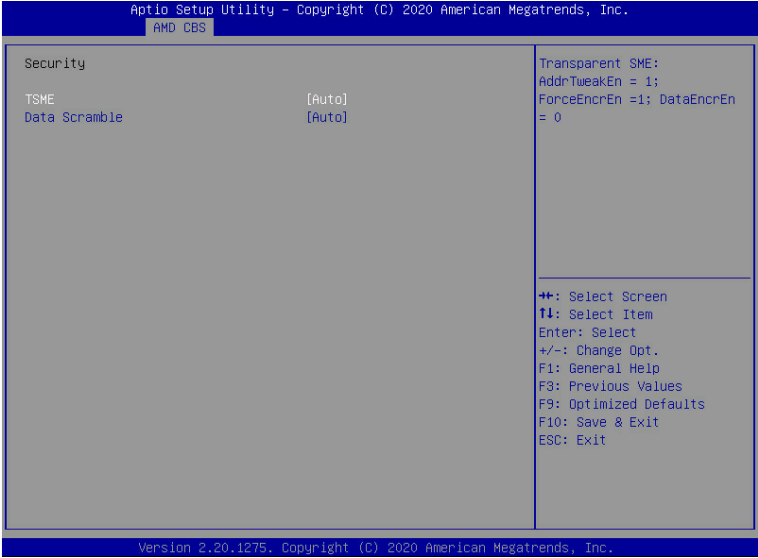 Aptio Setup Utility – Copyright (C) 2020 American Megatrends, Inc.
AMD CBS
Security
TSME [Auto]
Data Scramble [Auto]
Transparent SME:
AddrTweakEn = 1;
ForceEncrEn =1; DataEncrEn
= 0
→←: Select Screen
↑↓: Select Item
Enter: Select
+/-: Change Opt.
F1: General Help
F3: Previous Values
F9: Optimized Defaults
F10: Save & Exit
ESC: Exit
Version 2.20.1275. Copyright (C) 2020 American Megatrends, Inc.